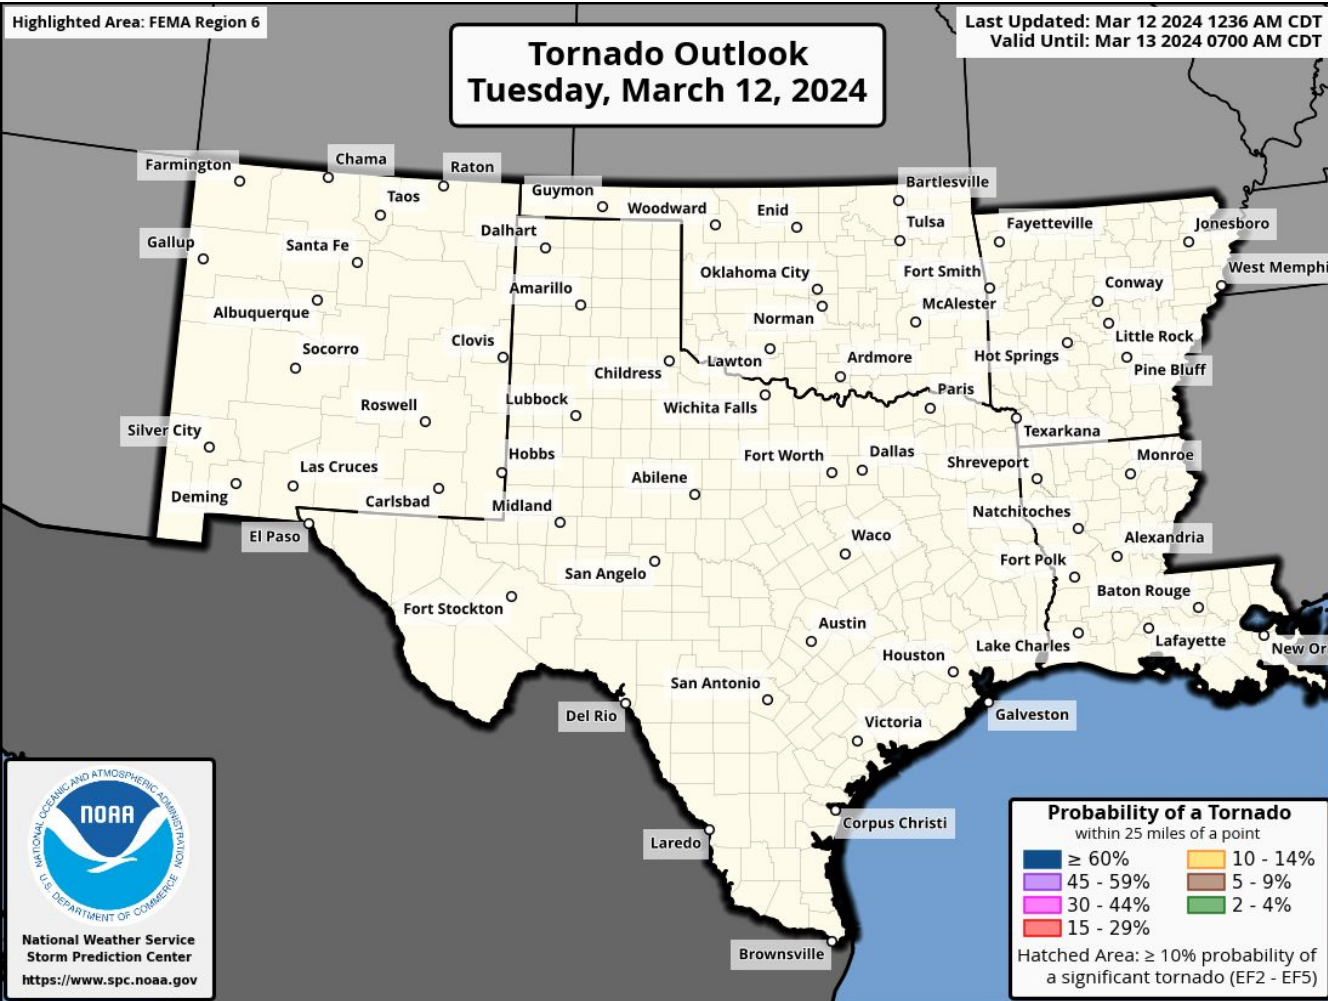 Highlighted Area: FEMA Region 6
Last Updated: Mar 12 2024 1236 AM CDT
Valid Until: Mar 13 2024 0700 AM CDT
Tornado Outlook
Tuesday, March 12, 2024
Farmington
Chama
Raton
Taos
Guymon
Woodward
Enid
Bartlesville
Tulsa
Fayetteville
Jonesboro
Gallup
Santa Fe
Dalhart
West Memphi
Oklahoma City
Fort Smith
Conway
Amarillo
McAlester
Albuquerque
Norman
Little Rock
Socorro
Clovis
Lawton
Ardmore
Hot Springs
Pine Bluff
Childress
Paris
Roswell
Lubbock
Wichita Falls
Texarkana
Silver City
Hobbs
Fort Worth
Dallas
Shreveport
Monroe
Las Cruces
Abilene
Deming
Carlsbad
Midland
Natchitoches
El Paso
Waco
Alexandria
San Angelo
Fort Polk
Fort Stockton
Baton Rouge
Austin
Lake Charles
Lafayette
New Or
Houston
San Antonio
Del Rio
Victoria
Galveston
Corpus Christi
Laredo
Brownsville
NATIONAL OCEANIC AND ATMOSPHERIC ADMINISTRATION
NOAA
U.S. DEPARTMENT OF COMMERCE
National Weather Service
Storm Prediction Center
https://www.spc.noaa.gov
Probability of a Tornado
within 25 miles of a point
≥ 60%
10 - 14%
45 - 59%
5 - 9%
30 - 44%
2 - 4%
15 - 29%
Hatched Area: ≥ 10% probability of
a significant tornado (EF2 - EF5)